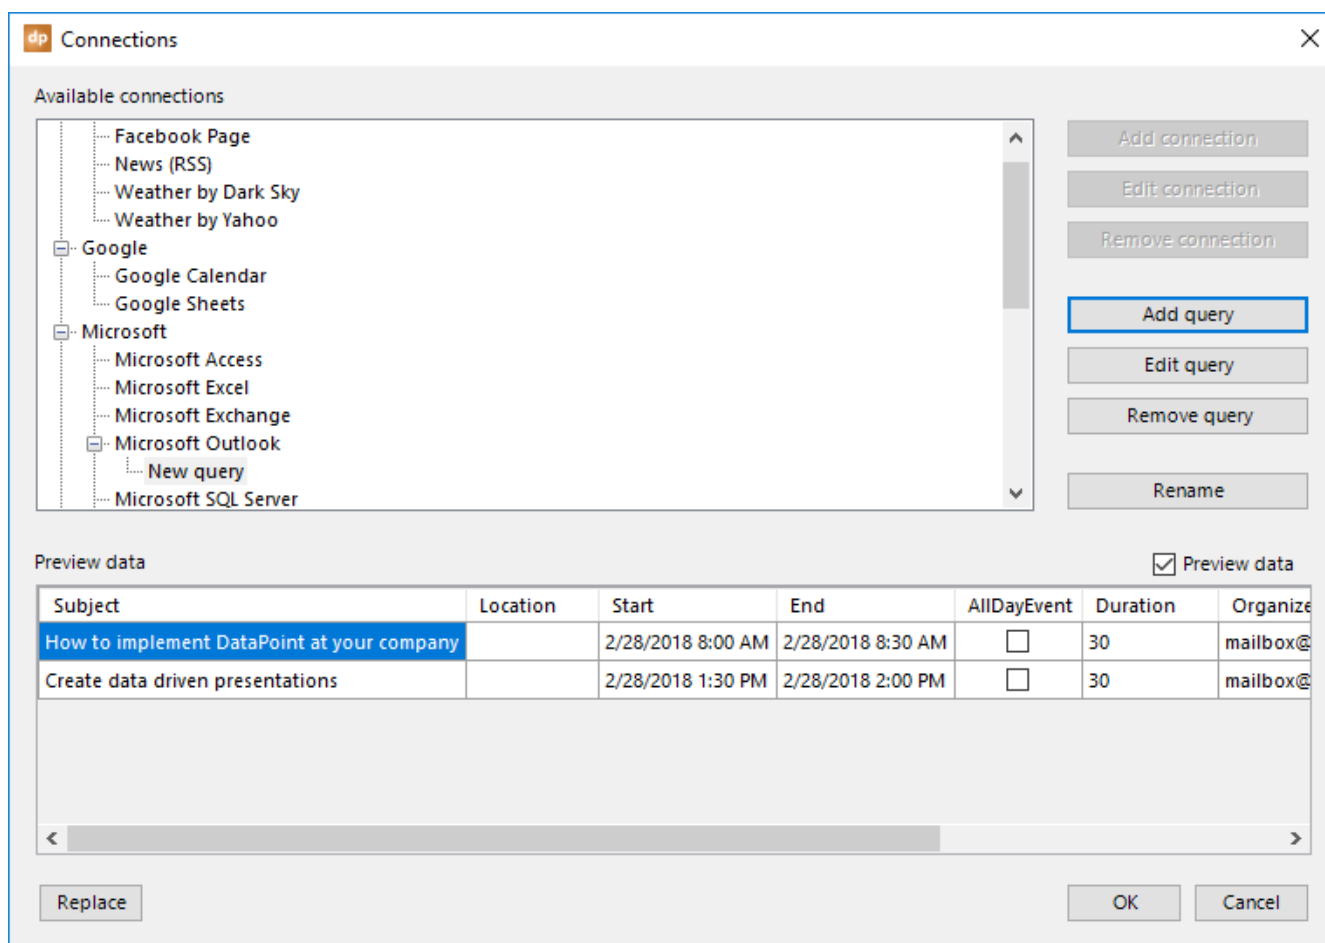 dp Connections
Available connections
Facebook Page
News (RSS)
Weather by Dark Sky
Weather by Yahoo
Google
Google Calendar
Google Sheets
Microsoft
Microsoft Access
Microsoft Excel
Microsoft Exchange
Microsoft Outlook
New query
Microsoft SQL Server
Add connection
Edit connection
Remove connection
Add query
Edit query
Remove query
Rename
Preview data
Preview data
Subject Location Start End AllDayEvent Duration Organize
How to implement DataPoint at your company 2/28/2018 8:00 AM 2/28/2018 8:30 AM 30 mailbox@
Create data driven presentations 2/28/2018 1:30 PM 2/28/2018 2:00 PM 30 mailbox@
Replace OK Cancel